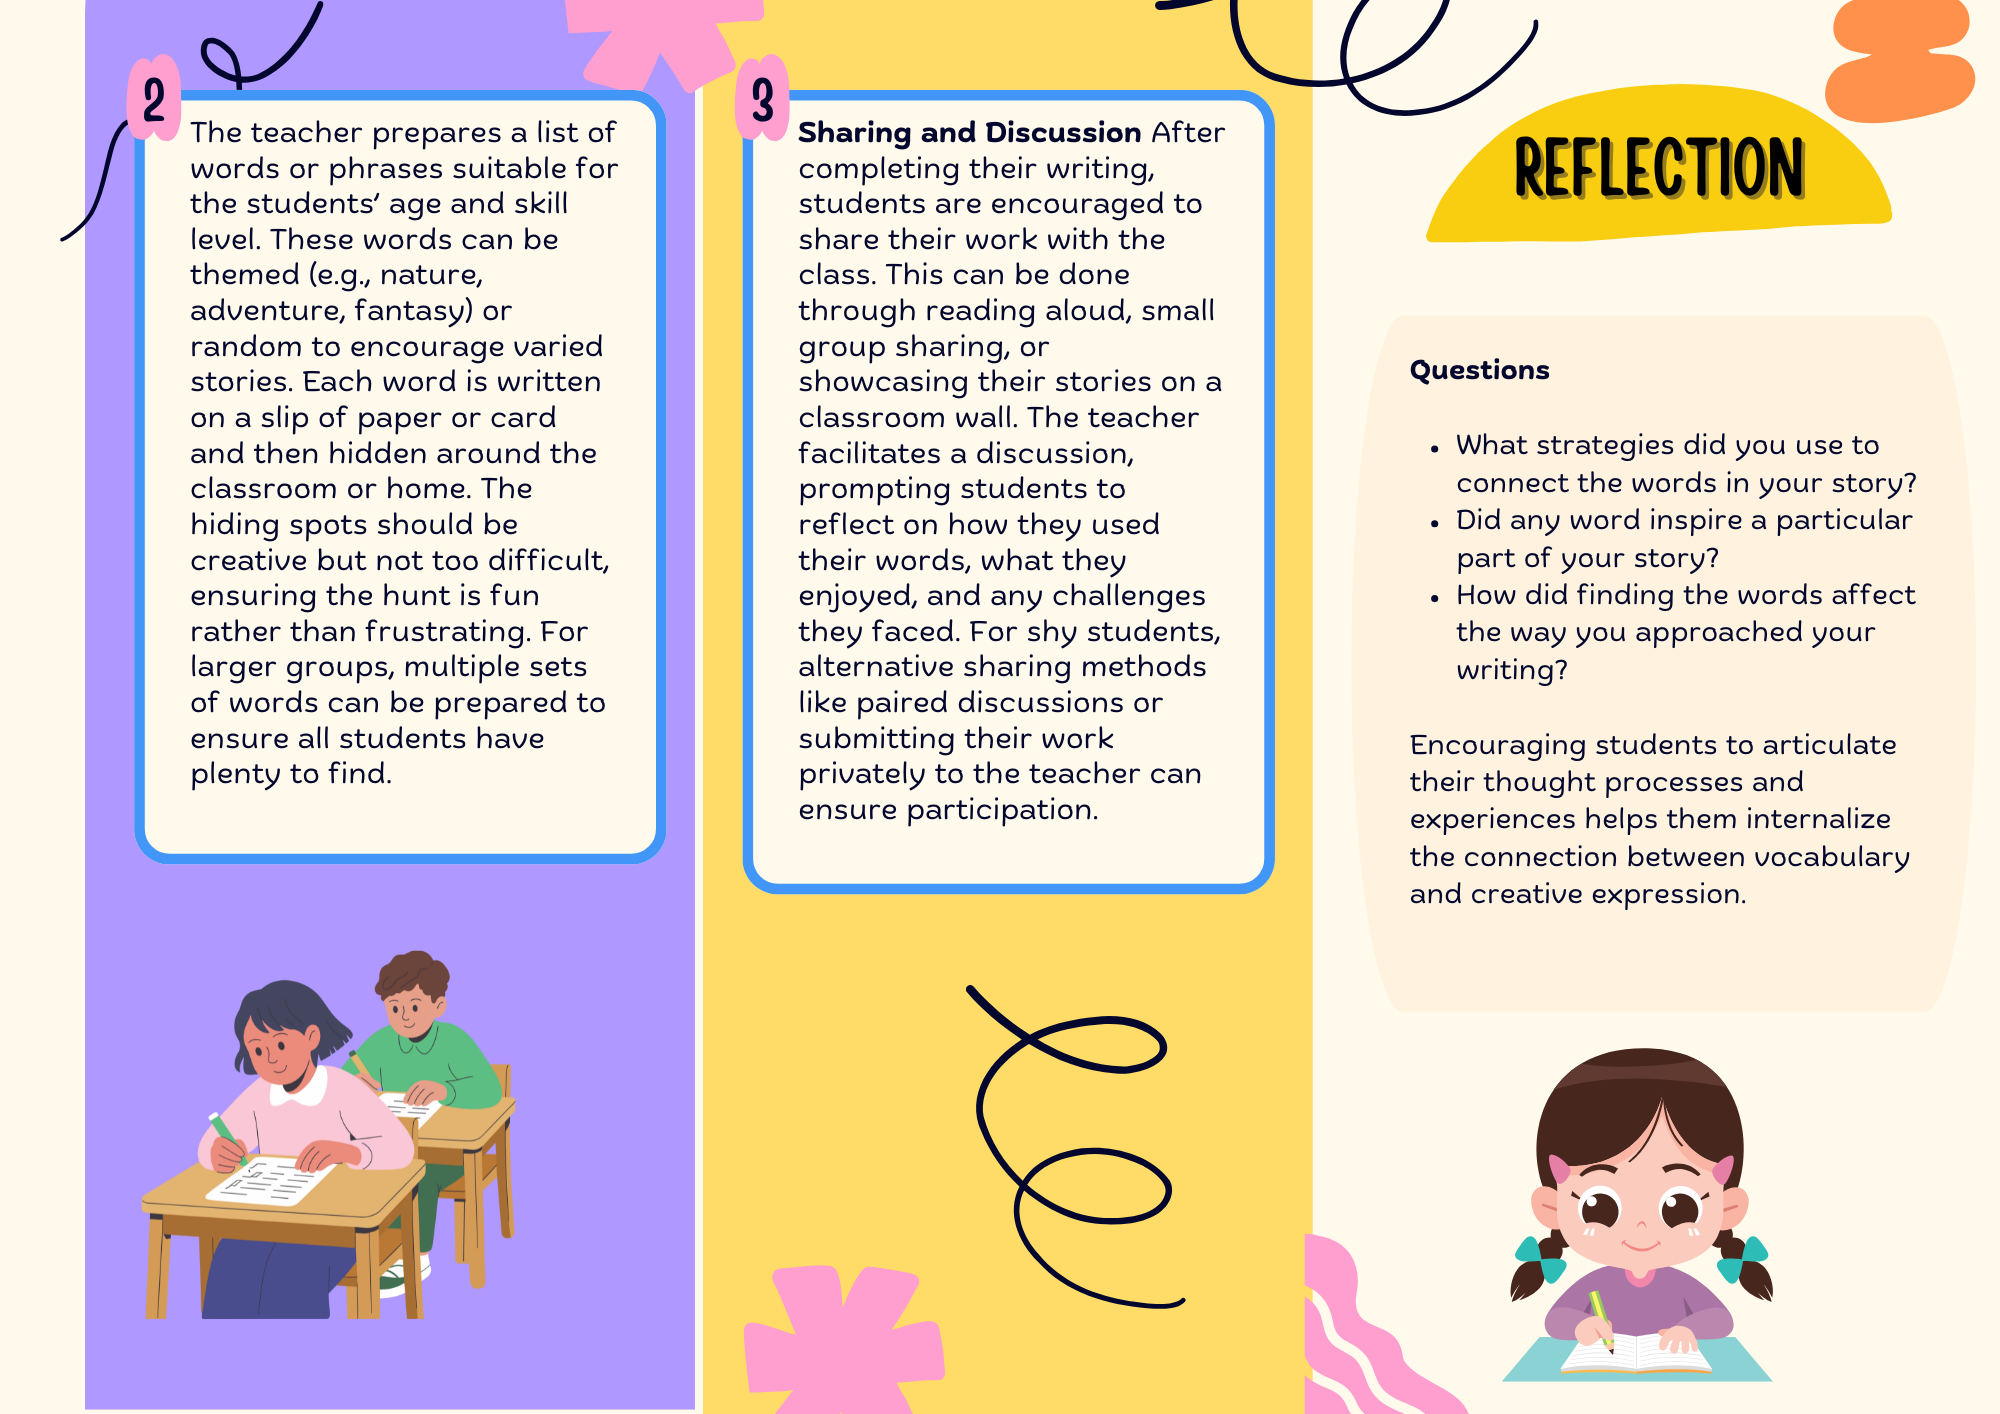 2
The teacher prepares a list of
words or phrases suitable for
the students’ age and skill
level. These words can be
themed (e.g., nature,
adventure, fantasy) or
random to encourage varied
stories. Each word is written
on a slip of paper or card
and then hidden around the
classroom or home. The
hiding spots should be
creative but not too difficult,
ensuring the hunt is fun
rather than frustrating. For
larger groups, multiple sets
of words can be prepared to
ensure all students have
plenty to find.
3
Sharing and Discussion After
completing their writing,
students are encouraged to
share their work with the
class. This can be done
through reading aloud, small
group sharing, or
showcasing their stories on a
classroom wall. The teacher
facilitates a discussion,
prompting students to
reflect on how they used
their words, what they
enjoyed, and any challenges
they faced. For shy students,
alternative sharing methods
like paired discussions or
submitting their work
privately to the teacher can
ensure participation.
REFLECTION
Questions
• What strategies did you use to
connect the words in your story?
• Did any word inspire a particular
part of your story?
• How did finding the words affect
the way you approached your
writing?
Encouraging students to articulate
their thought processes and
experiences helps them internalize
the connection between vocabulary
and creative expression.